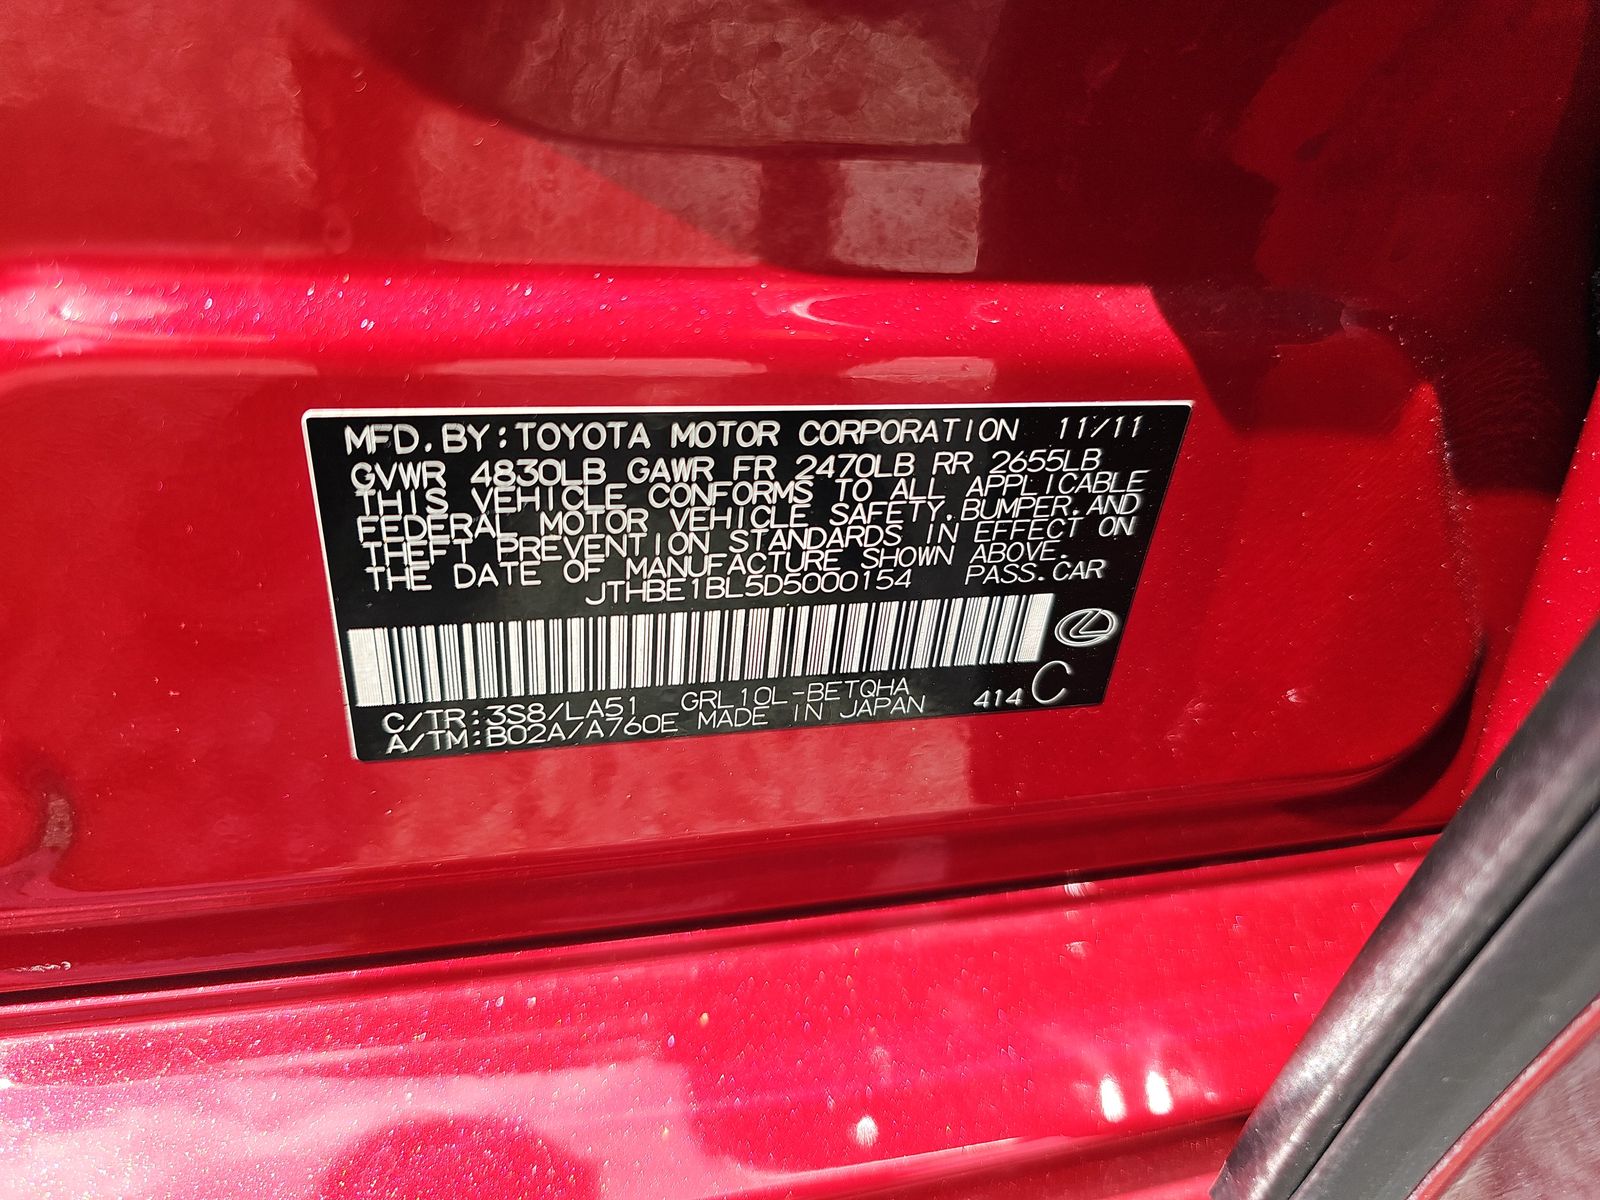 MFD.BY:TOYOTA MOTOR CORPORATION 11/11
GVWR 4830LB GAWR FR 2470LB RR 2655LB
THIS VEHICLE CONFORMS TO ALL APPLICABLE
FEDERAL MOTOR VEHICLE SAFETY,BUMPER,AND
THEFT PREVENTION STANDARDS IN EFFECT ON
THE DATE OF MANUFACTURE SHOWN ABOVE.
JTHBE1BL5D5000154 PASS.CAR
C/TR:3S8/LA51 GRL10L-BETQHA
A/TM:B02A/A760E MADE IN JAPAN 414 C